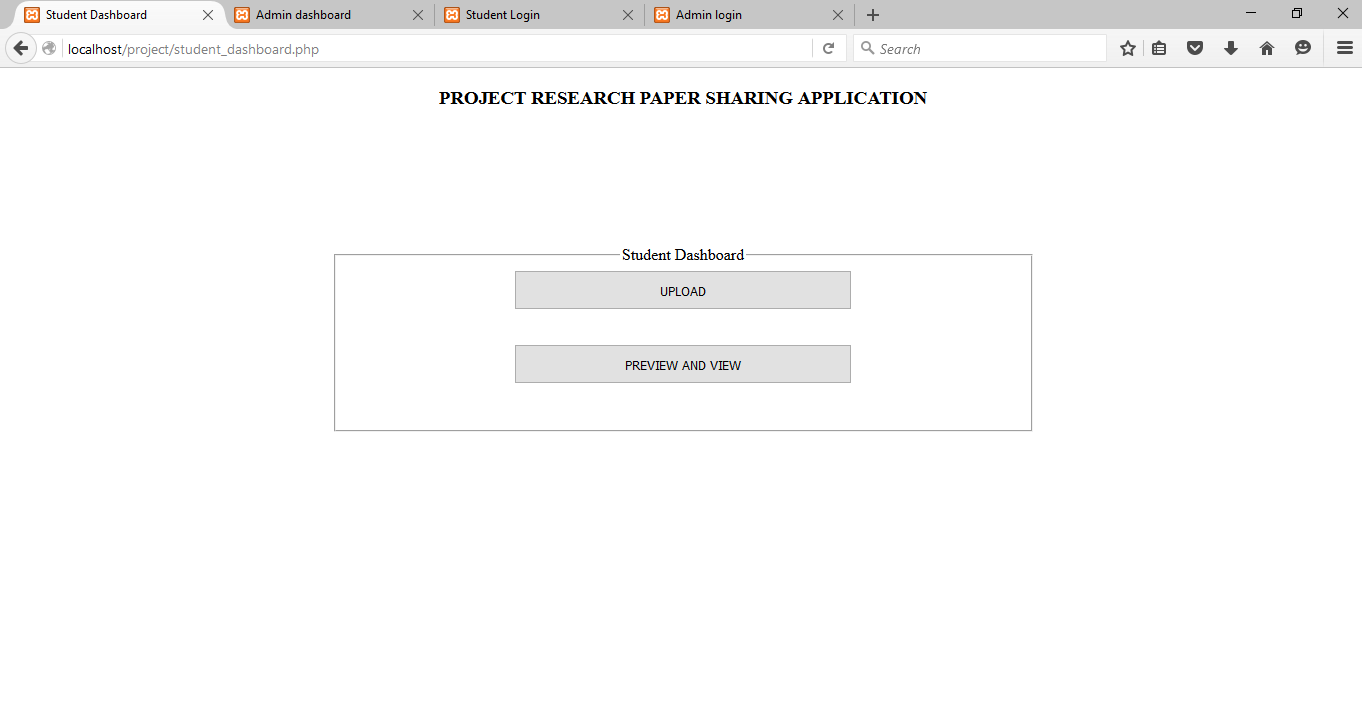 Student Dashboard
Admin dashboard
Student Login
Admin login
localhost/project/student_dashboard.php
Search
PROJECT RESEARCH PAPER SHARING APPLICATION
Student Dashboard
UPLOAD
PREVIEW AND VIEW